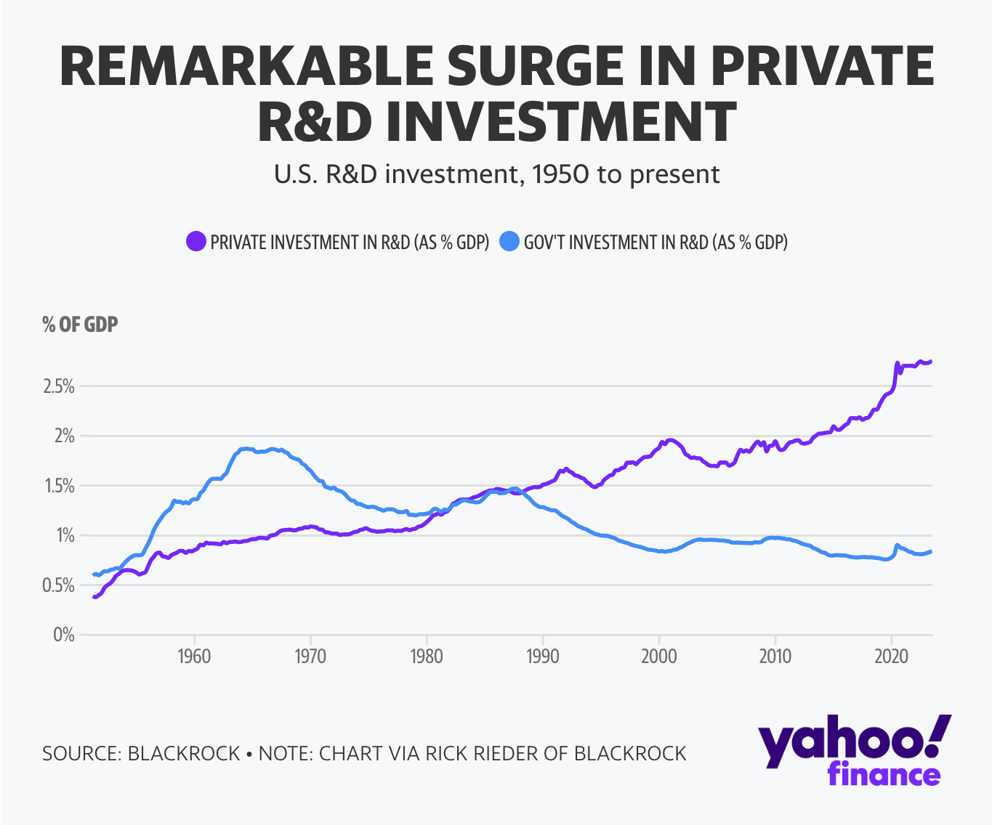 REMARKABLE SURGE IN PRIVATE
R&D INVESTMENT
U.S. R&D investment, 1950 to present
PRIVATE INVESTMENT IN R&D (AS % GDP) GOV'T INVESTMENT IN R&D (AS % GDP)
% OF GDP
2.5%
2%
1.5%
1%
0.5%
0%
1960 1970 1980 1990 2000 2010 2020
SOURCE: BLACKROCK • NOTE: CHART VIA RICK RIEDER OF BLACKROCK
yahoo!
finance